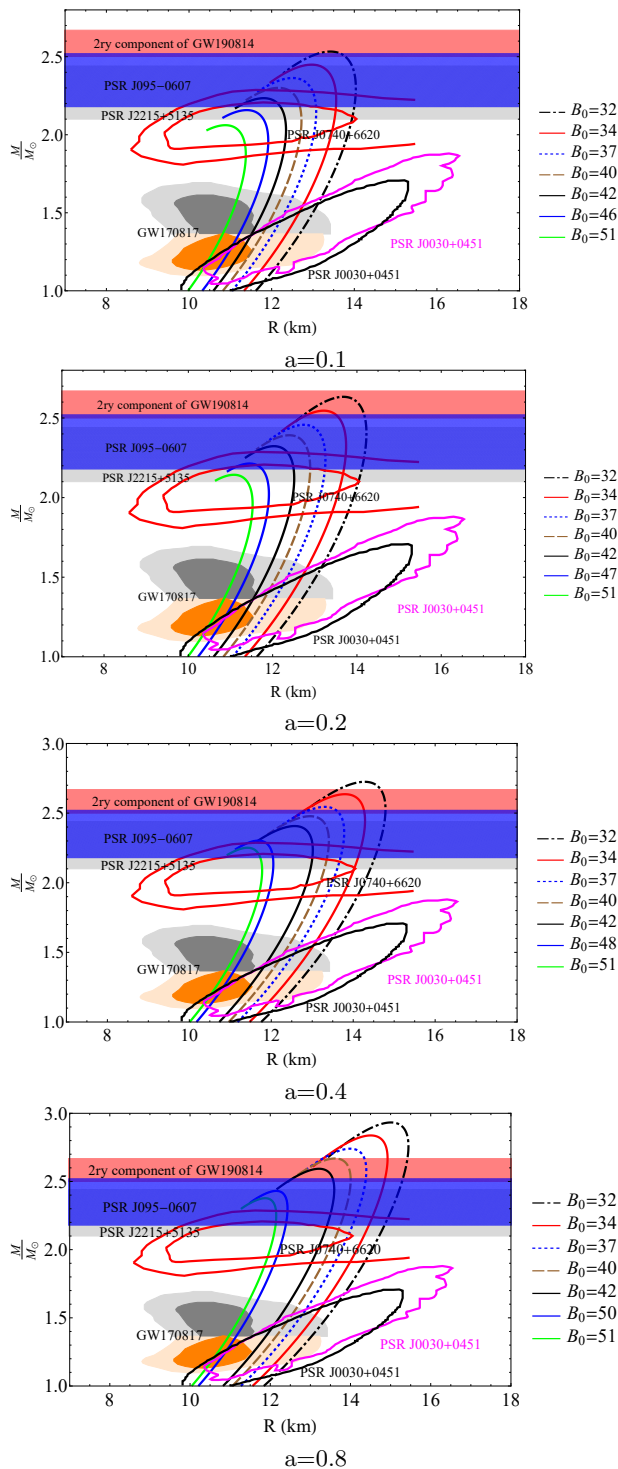 2.5
2.0
1.5
1.0
M
M⊙
2ry component of GW190814
PSR J095-0607
PSR J2215+5135
PSR J0740+6620
GW170817
PSR J0030+0451
PSR J0030+0451
8 10 12 14 16 18
R (km)
B0=32
B0=34
B0=37
B0=40
B0=42
B0=46
B0=51
a=0.1
2.5
2.0
1.5
1.0
M
M⊙
2ry component of GW190814
PSR J095-0607
PSR J2215+5135
PSR J0740+6620
GW170817
PSR J0030+0451
PSR J0030+0451
8 10 12 14 16 18
R (km)
B0=32
B0=34
B0=37
B0=40
B0=42
B0=47
B0=51
a=0.2
3.0
2.5
2.0
1.5
1.0
M
M⊙
2ry component of GW190814
PSR J095-0607
PSR J2215+5135
PSR J0740+6620
GW170817
PSR J0030+0451
PSR J0030+0451
8 10 12 14 16 18
R (km)
B0=32
B0=34
B0=37
B0=40
B0=42
B0=48
B0=51
a=0.4
3.0
2.5
2.0
1.5
1.0
M
M⊙
2ry component of GW190814
PSR J095-0607
PSR J2215+5135
PSR J0740+6620
GW170817
PSR J0030+0451
PSR J0030+0451
8 10 12 14 16 18
R (km)
B0=32
B0=34
B0=37
B0=40
B0=42
B0=50
B0=51
a=0.8